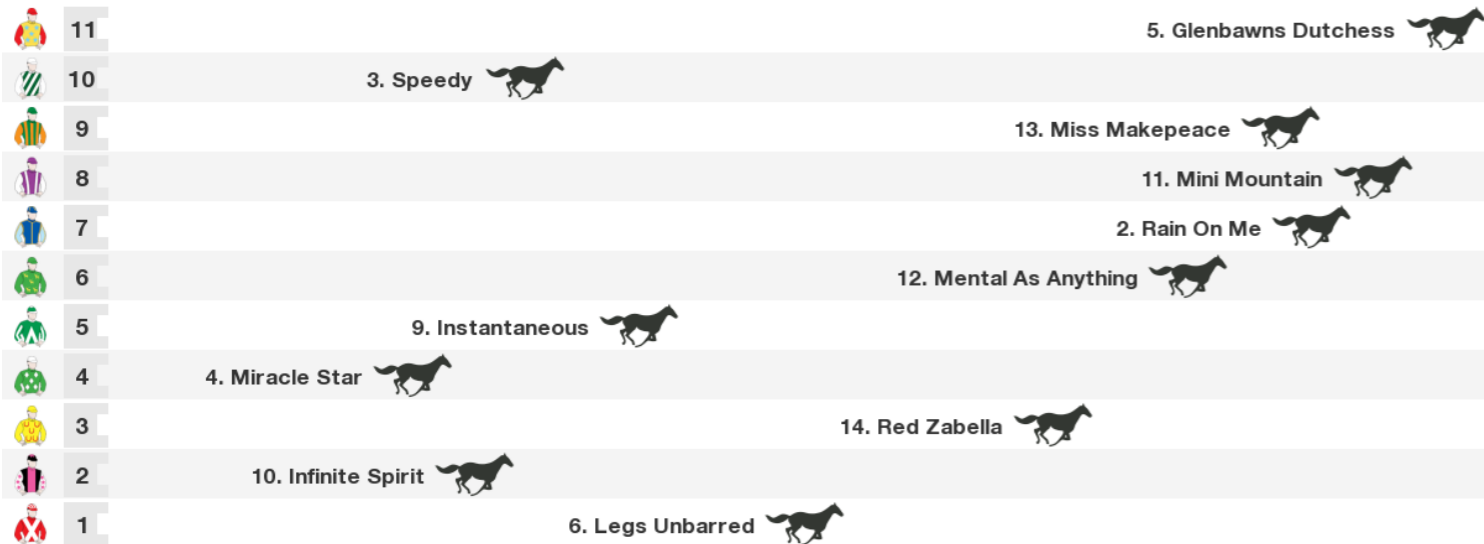 11 5. Glenbawns Dutchess
10 3. Speedy
9 13. Miss Makepeace
8 11. Mini Mountain
7 2. Rain On Me
6 12. Mental As Anything
5 9. Instantaneous
4 4. Miracle Star
3 14. Red Zabella
2 10. Infinite Spirit
1 6. Legs Unbarred